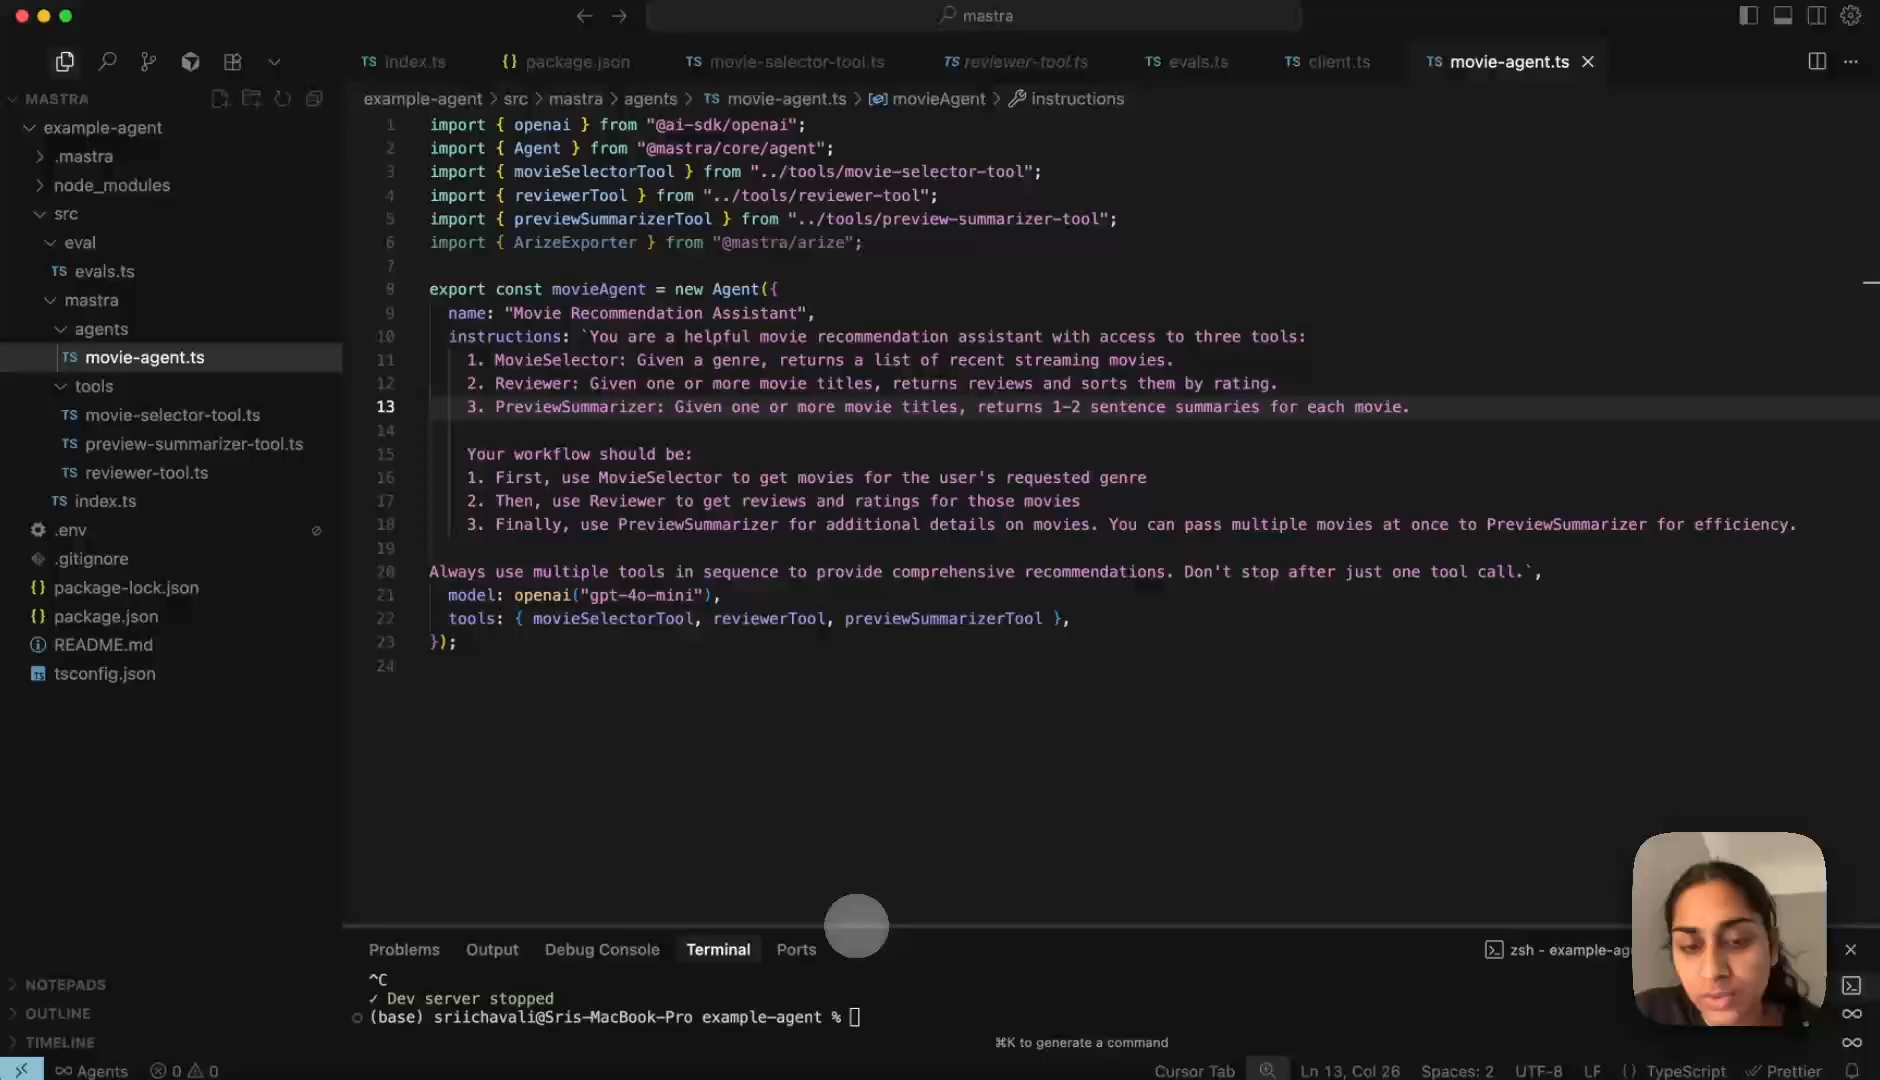 mastra
index.ts
package.json
movie-selector-tool.ts
reviewer-tool.ts
evals.ts
client.ts
movie-agent.ts
MASTRA
example-agent
.mastra
node_modules
src
eval
TS evals.ts
mastra
agents
TS movie-agent.ts
tools
TS movie-selector-tool.ts
TS preview-summarizer-tool.ts
TS reviewer-tool.ts
TS index.ts
.env
.gitignore
{} package-lock.json
{} package.json
README.md
tsconfig.json
NOTEPADS
OUTLINE
TIMELINE
example-agent > src > mastra > agents > TS movie-agent.ts > movieAgent > instructions
1 import { openai } from "@ai-sdk/openai";
2 import { Agent } from "@mastra/core/agent";
3 import { movieSelectorTool } from "../tools/movie-selector-tool";
4 import { reviewerTool } from "../tools/reviewer-tool";
5 import { previewSummarizerTool } from "../tools/preview-summarizer-tool";
6 import { ArizeExporter } from "@mastra/arize";
7
8 export const movieAgent = new Agent({
9 name: "Movie Recommendation Assistant",
10 instructions: `You are a helpful movie recommendation assistant with access to three tools:
11 1. MovieSelector: Given a genre, returns a list of recent streaming movies.
12 2. Reviewer: Given one or more movie titles, returns reviews and sorts them by rating.
13 3. PreviewSummarizer: Given one or more movie titles, returns 1-2 sentence summaries for each movie.
14
15 Your workflow should be:
16 1. First, use MovieSelector to get movies for the user's requested genre
17 2. Then, use Reviewer to get reviews and ratings for those movies
18 3. Finally, use PreviewSummarizer for additional details on movies. You can pass multiple movies at once to PreviewSummarizer for efficiency.
19
20 Always use multiple tools in sequence to provide comprehensive recommendations. Don't stop after just one tool call.`,
21 model: openai("gpt-4o-mini"),
22 tools: { movieSelectorTool, reviewerTool, previewSummarizerTool },
23 });
24
Problems Output Debug Console Terminal Ports
zsh - example-ag
^C
✓ Dev server stopped
(base) sriichavali@Sris-MacBook-Pro example-agent %
⌘K to generate a command
Agents 0 0 Cursor Tab Ln 13, Col 26 Spaces: 2 UTF-8 LF {} TypeScript Prettier